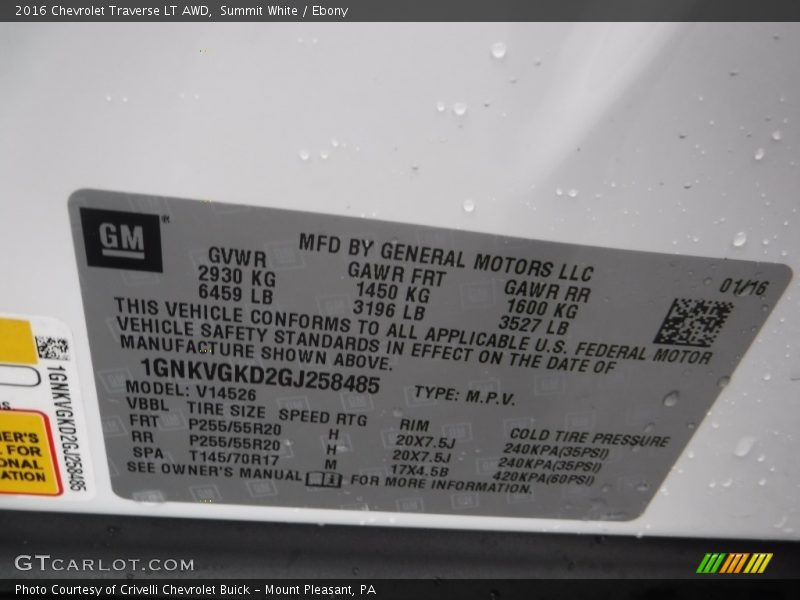 2016 Chevrolet Traverse LT AWD,  Summit White / Ebony
GM
MFD BY GENERAL MOTORS LLC
01/16
GVWR GAWR FRT GAWR RR
2930 KG 1450 KG 1600 KG
6459 LB 3196 LB 3527 LB
THIS VEHICLE CONFORMS TO ALL APPLICABLE U.S. FEDERAL MOTOR
VEHICLE SAFETY STANDARDS IN EFFECT ON THE DATE OF
MANUFACTURE SHOWN ABOVE.
1GNKVGKD2GJ258485 TYPE: M.P.V.
MODEL: V14526
VBBL TIRE SIZE SPEED RTG RIM COLD TIRE PRESSURE
FRT P255/55R20 H 20X7.5J 240KPA(35PSI)
RR P255/55R20 H 20X7.5J 240KPA(35PSI)
SPA T145/70R17 M 17X4.5B 420KPA(60PSI)
SEE OWNER'S MANUAL FOR MORE INFORMATION.
1GNKVGKD2GJ258485
NER'S
L FOR
ONAL
ATION
GTCARLOT.COM
Photo Courtesy of Crivelli Chevrolet Buick – Mount Pleasant, PA